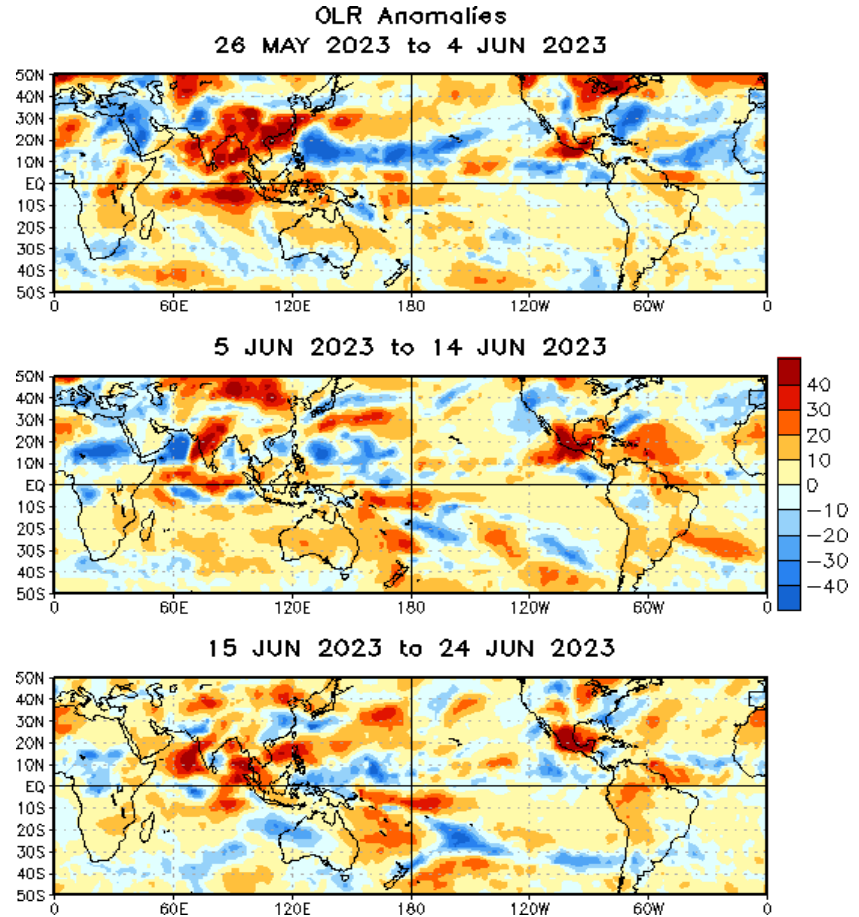 OLR Anomalies
26 MAY 2023 to 4 JUN 2023
50N
40N
30N
20N
10N
EQ
10S
20S
30S
40S
50S
0 60E 120E 180 120W 60W 0
5 JUN 2023 to 14 JUN 2023
50N
40N
30N
20N
10N
EQ
10S
20S
30S
40S
50S
0 60E 120E 180 120W 60W 0
40
30
20
10
0
−10
−20
−30
−40
15 JUN 2023 to 24 JUN 2023
50N
40N
30N
20N
10N
EQ
10S
20S
30S
40S
50S
0 60E 120E 180 120W 60W 0